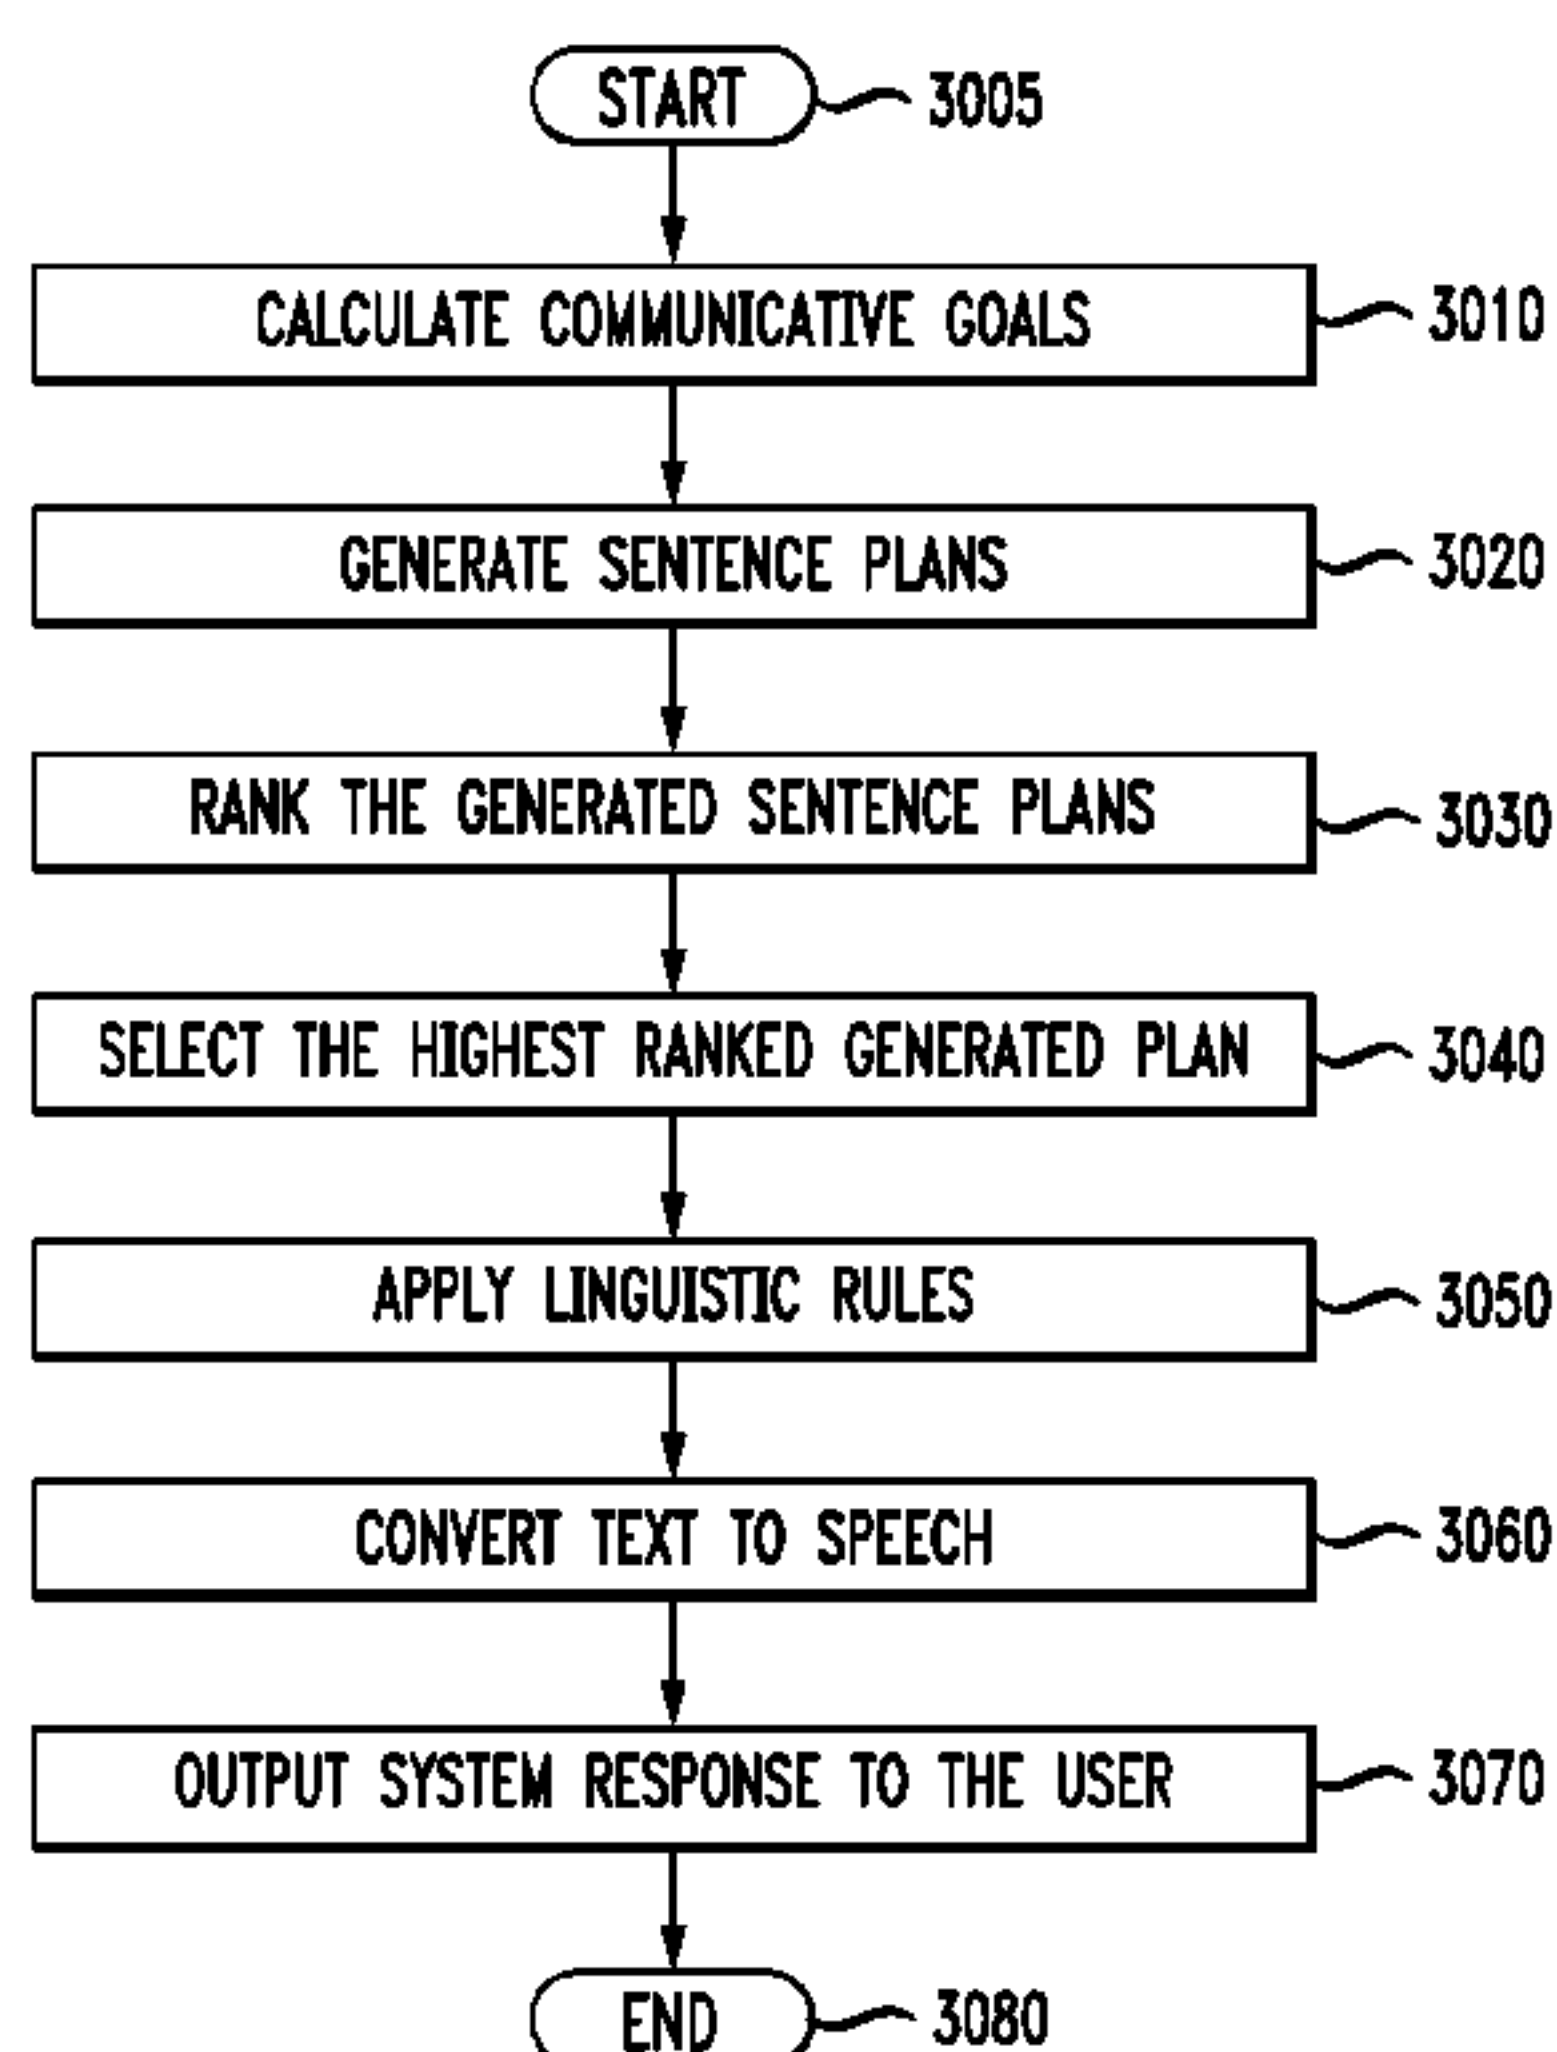 START 3005
CALCULATE COMMUNICATIVE GOALS 3010
GENERATE SENTENCE PLANS 3020
RANK THE GENERATED SENTENCE PLANS 3030
SELECT THE HIGHEST RANKED GENERATED PLAN 3040
APPLY LINGUISTIC RULES 3050
CONVERT TEXT TO SPEECH 3060
OUTPUT SYSTEM RESPONSE TO THE USER 3070
END 3080